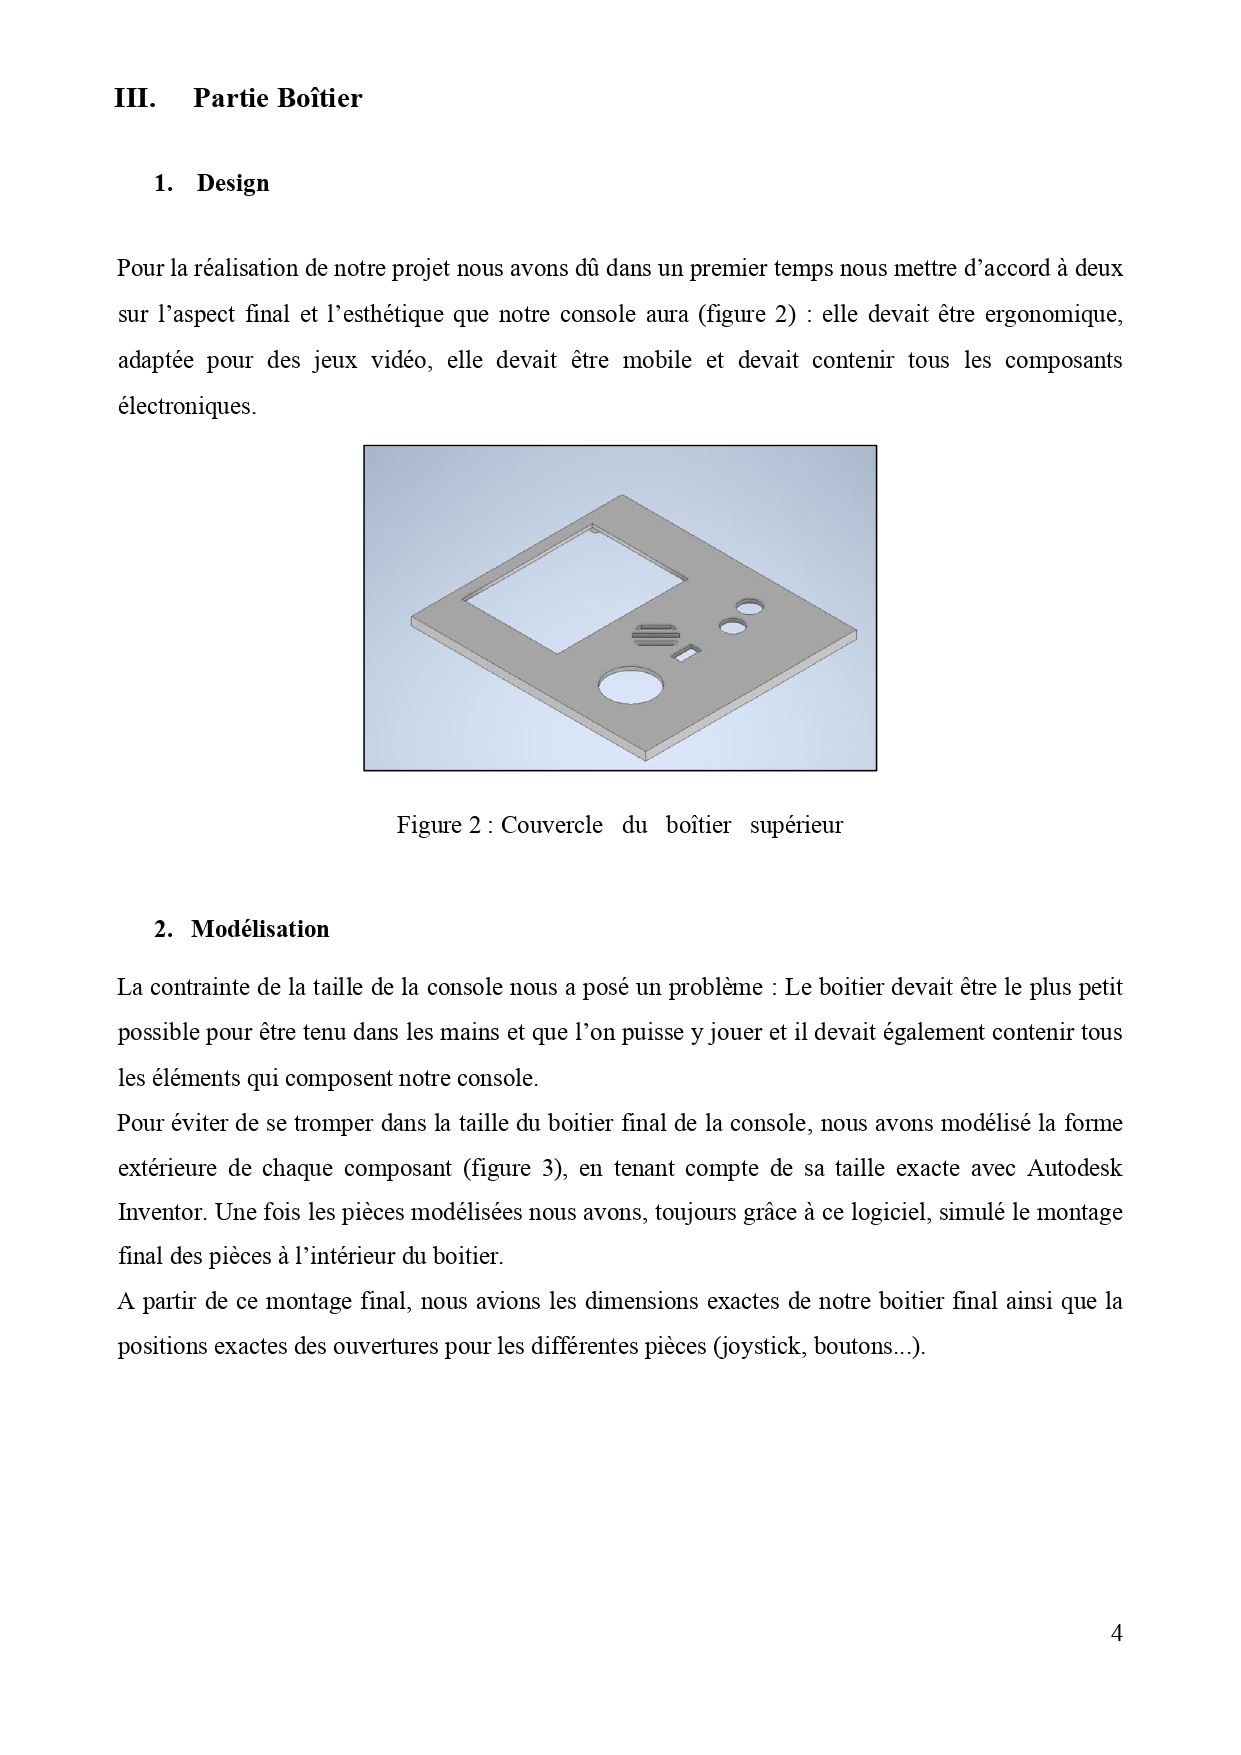 III. Partie Boîtier
1. Design
Pour la réalisation de notre projet nous avons dû dans un premier temps nous mettre d’accord à deux
sur l’aspect final et l’esthétique que notre console aura (figure 2) : elle devait être ergonomique,
adaptée pour des jeux vidéo, elle devait être mobile et devait contenir tous les composants
électroniques.
Figure 2 : Couvercle du boîtier supérieur
2. Modélisation
La contrainte de la taille de la console nous a posé un problème : Le boitier devait être le plus petit
possible pour être tenu dans les mains et que l’on puisse y jouer et il devait également contenir tous
les éléments qui composent notre console.
Pour éviter de se tromper dans la taille du boitier final de la console, nous avons modélisé la forme
extérieure de chaque composant (figure 3), en tenant compte de sa taille exacte avec Autodesk
Inventor. Une fois les pièces modélisées nous avons, toujours grâce à ce logiciel, simulé le montage
final des pièces à l’intérieur du boitier.
A partir de ce montage final, nous avions les dimensions exactes de notre boitier final ainsi que la
positions exactes des ouvertures pour les différentes pièces (joystick, boutons...).
4